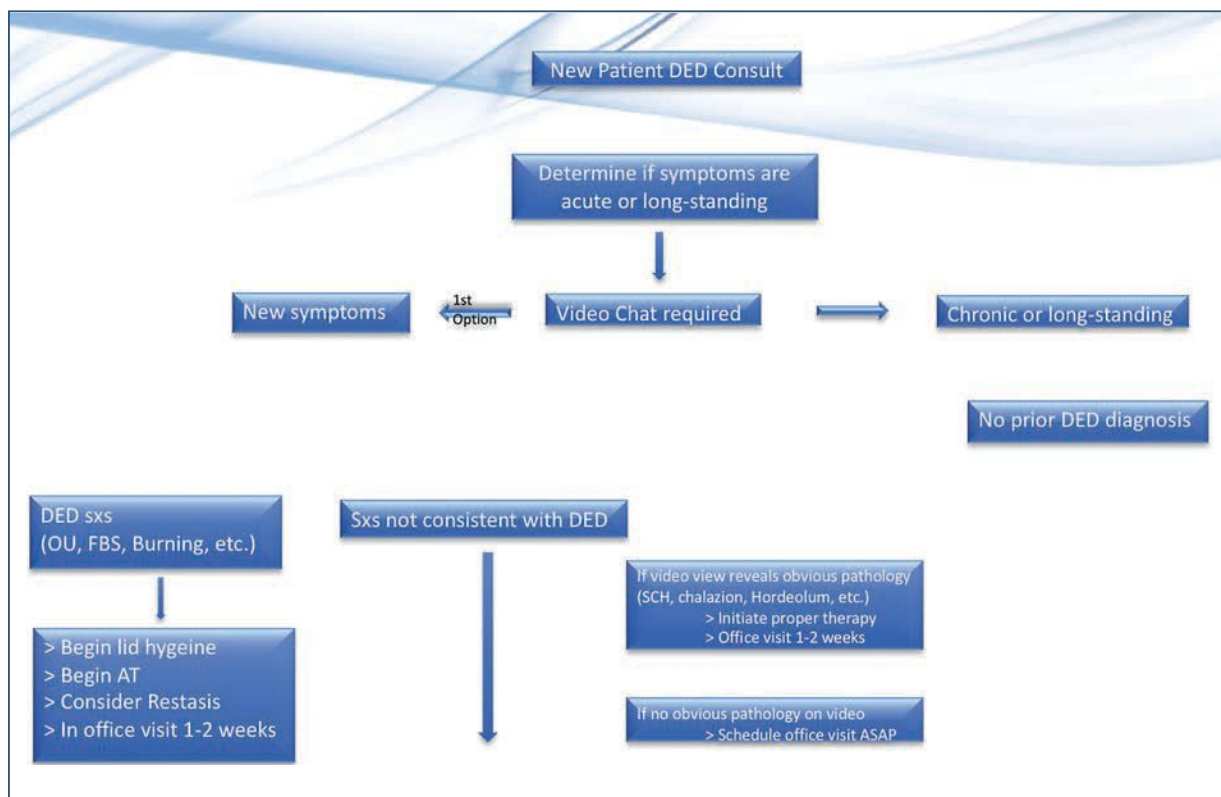 New Patient DED Consult
Determine if symptoms are
acute or long-standing
New symptoms
1st
Option
Video Chat required
Chronic or long-standing
No prior DED diagnosis
DED sxs
(OU, FBS, Burning, etc.)
Sxs not consistent with DED
If video view reveals obvious pathology
(SCH, chalazion, Hordeolum, etc.)
> Initiate proper therapy
> Office visit 1-2 weeks
> Begin lid hygeine
> Begin AT
> Consider Restasis
> In office visit 1-2 weeks
If no obvious pathology on video
> Schedule office visit ASAP